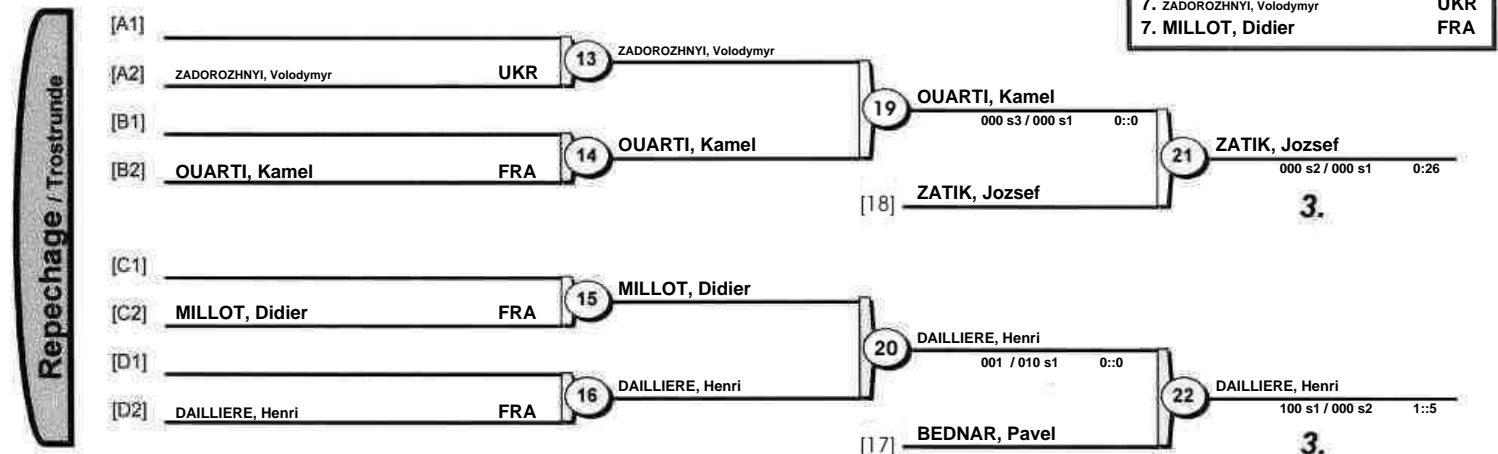 7. ZADOROZHNYI, Volodymyr UKR
7. MILLOT, Didier FRA
Repechage / Trostrunde
[A1]
[A2] ZADOROZHNYI, Volodymyr UKR
13 ZADOROZHNYI, Volodymyr
[B1]
[B2] OUARTI, Kamel FRA
14 OUARTI, Kamel
19 OUARTI, Kamel
000 s3 / 000 s1 0::0
[18] ZATIK, Jozsef
21 ZATIK, Jozsef
000 s2 / 000 s1 0:26
3.
[C1]
[C2] MILLOT, Didier FRA
15 MILLOT, Didier
[D1]
[D2] DAILLIERE, Henri FRA
16 DAILLIERE, Henri
20 DAILLIERE, Henri
001 / 010 s1 0::0
[17] BEDNAR, Pavel
22 DAILLIERE, Henri
100 s1 / 000 s2 1::5
3.